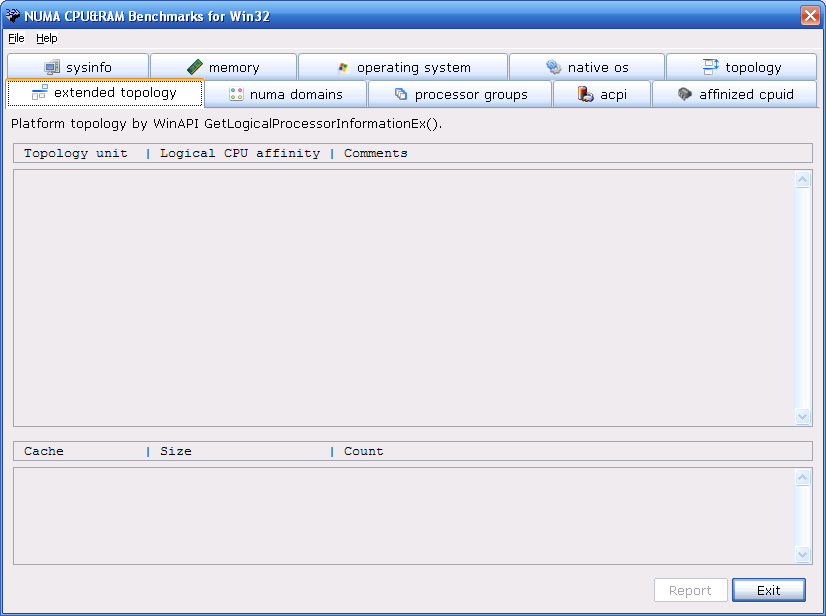 NUMA CPU&RAM Benchmarks for Win32
File Help
sysinfo memory operating system native os topology
extended topology numa domains processor groups acpi affinized cpuid
Platform topology by WinAPI GetLogicalProcessorInformationEx().
Topology unit | Logical CPU affinity | Comments
Cache | Size | Count
Report Exit